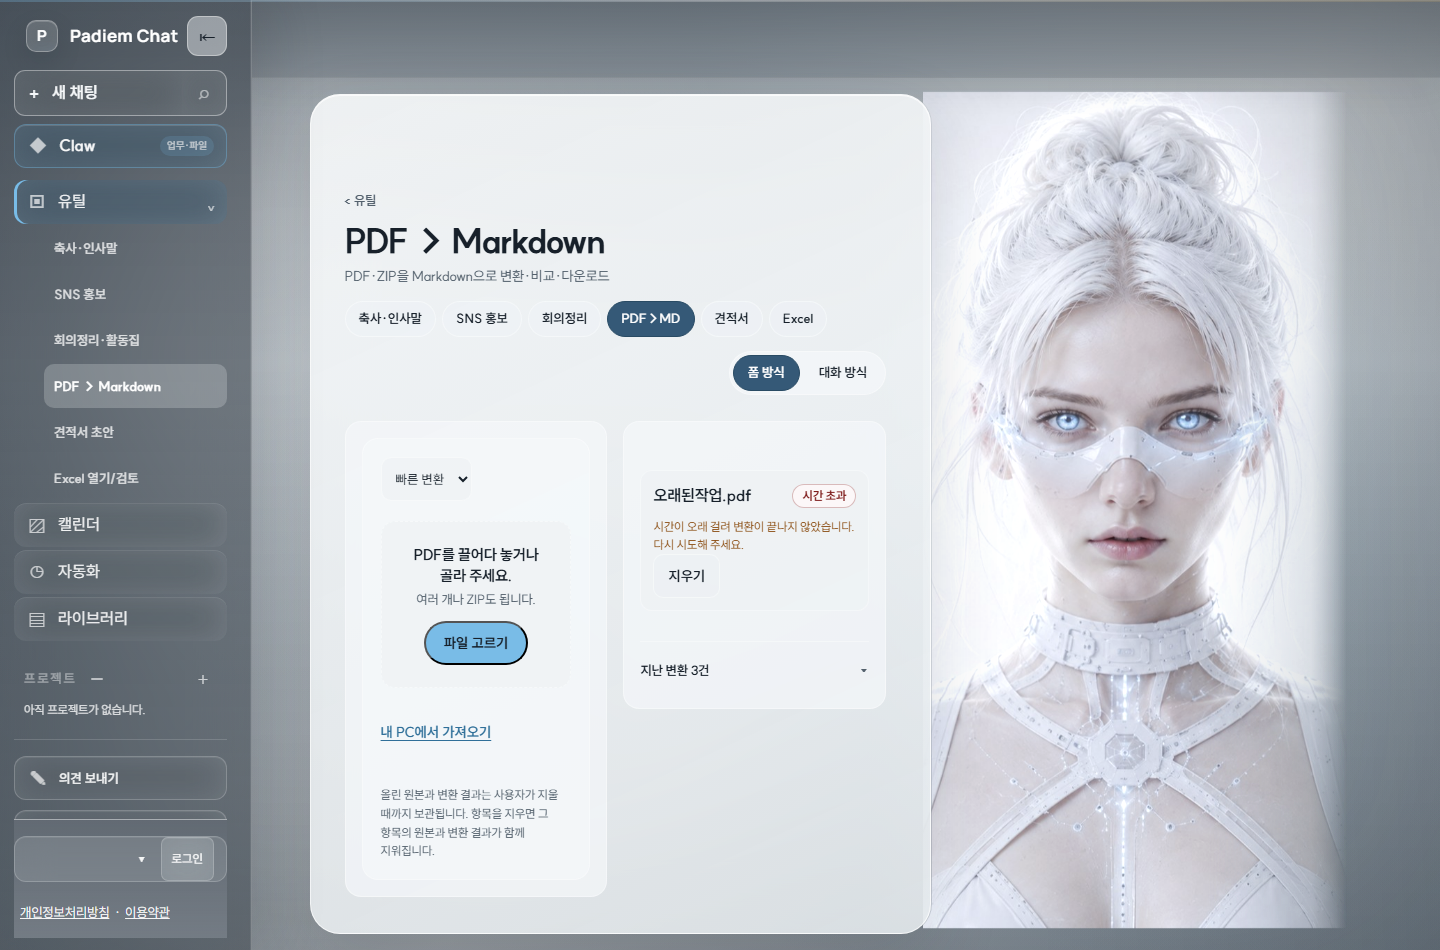 P Padiem Chat
+ 새 채팅
Claw 업무·파일
유틸
축사·인사말
SNS 홍보
회의정리·활동집
PDF > Markdown
견적서 초안
Excel 열기/검토
캘린더
자동화
라이브러리
프로젝트 — +
아직 프로젝트가 없습니다.
의견 보내기
로그인
개인정보처리방침 · 이용약관
< 유틸
PDF > Markdown
PDF·ZIP을 Markdown으로 변환·비교·다운로드
축사·인사말 SNS 홍보 회의정리 PDF > MD 견적서 Excel
폼 방식 대화 방식
빠른 변환
PDF를 끌어다 놓거나
골라 주세요.
여러 개나 ZIP도 됩니다.
파일 고르기
내 PC에서 가져오기
올린 원본과 변환 결과는 사용자가 지울
때까지 보관됩니다. 항목을 지우면 그
항목의 원본과 변환 결과가 함께
지워집니다.
오래된작업.pdf 시간 초과
시간이 오래 걸려 변환이 끝나지 않았습니다.
다시 시도해 주세요.
지우기
지난 변환 3건